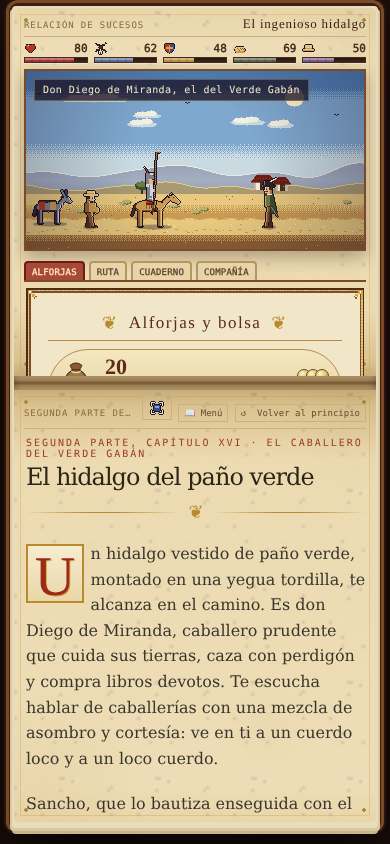 RELACIÓN DE SUCESOS
El ingenioso hidalgo
80 62 48 69 50
Don Diego de Miranda, el del Verde Gabán
ALFORJAS RUTA CUADERNO COMPAÑÍA
Alforjas y bolsa
20
SEGUNDA PARTE DE… Menú ↺ Volver al principio
SEGUNDA PARTE, CAPÍTULO XVI · EL CABALLERO
DEL VERDE GABÁN
El hidalgo del paño verde
Un hidalgo vestido de paño verde,
montado en una yegua tordilla, te
alcanza en el camino. Es don
Diego de Miranda, caballero prudente
que cuida sus tierras, caza con perdigón
y compra libros devotos. Te escucha
hablar de caballerías con una mezcla de
asombro y cortesía: ve en ti a un cuerdo
loco y a un loco cuerdo.
Sancho, que lo bautiza enseguida con el